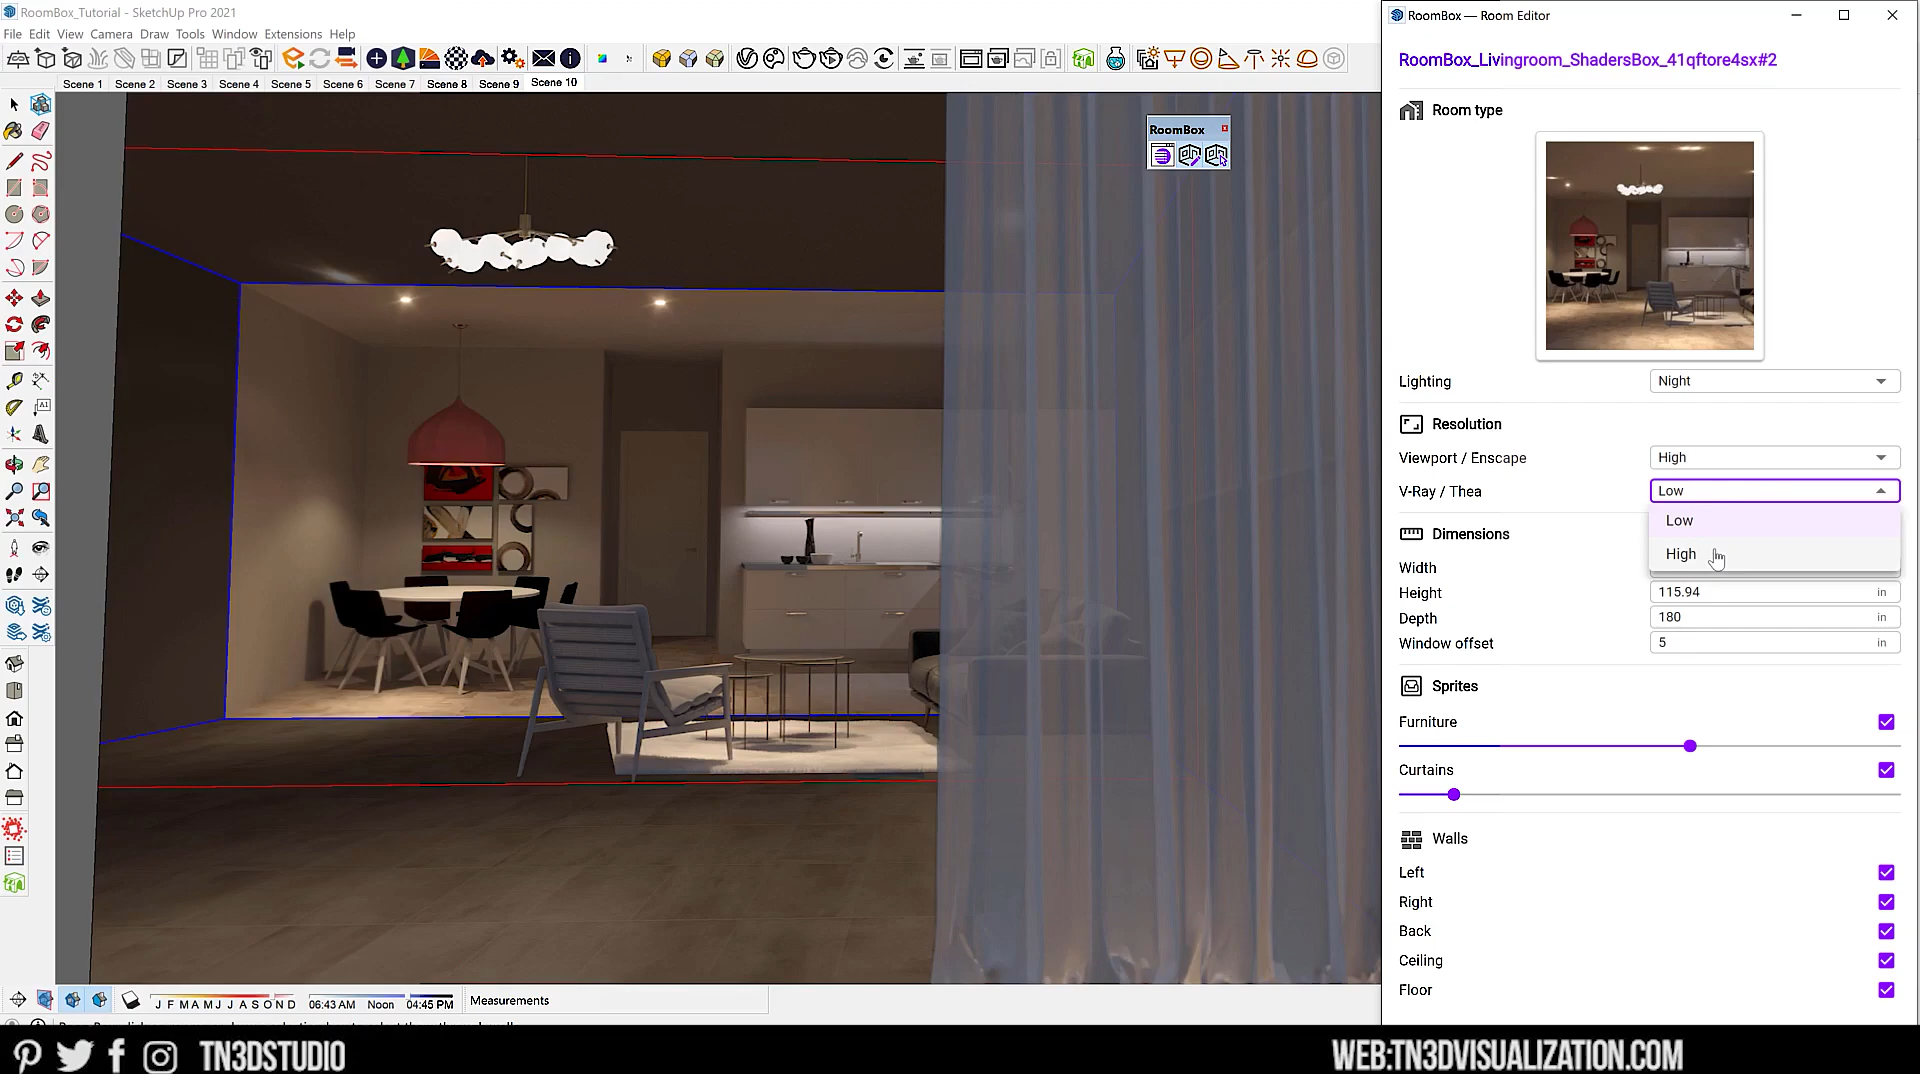 RoomBox_Tutorial - SketchUp Pro 2021
File Edit View Camera Draw Tools Window Extensions Help
Scene 1 Scene 2 Scene 3 Scene 4 Scene 5 Scene 6 Scene 7 Scene 8 Scene 9 Scene 10
RoomBox
A1
J F M A M J J A S O N D 06:43 AM Noon 04:45 PM Measurements
RoomBox — Room Editor
RoomBox_Livingroom_ShadersBox_41qftore4sx#2
Room type
Lighting Night
Resolution
Viewport / Enscape High
V-Ray / Thea Low
Low
High
Dimensions
Width
Height 115.94 in
Depth 180 in
Window offset 5 in
Sprites
Furniture
Curtains
Walls
Left
Right
Back
Ceiling
Floor
TN3DSTUDIO
WEB:TN3DVISUALIZATION.COM